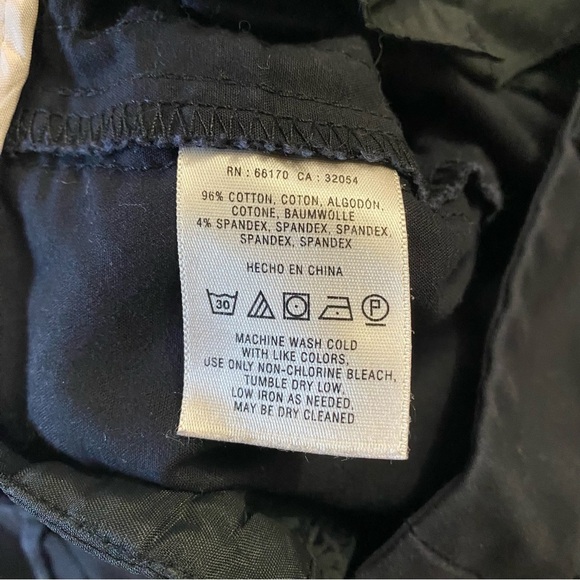 RN : 66170 CA : 32054
96% COTTON, COTON, ALGODÓN,
COTONE, BAUMWÖLLE
4% SPANDEX, SPANDEX, SPANDEX,
SPANDEX, SPANDEX
HECHO EN CHINA
30 P
MACHINE WASH COLD
WITH LIKE COLORS,
USE ONLY NON-CHLORINE BLEACH,
TUMBLE DRY LOW,
LOW IRON AS NEEDED,
MAY BE DRY CLEANED